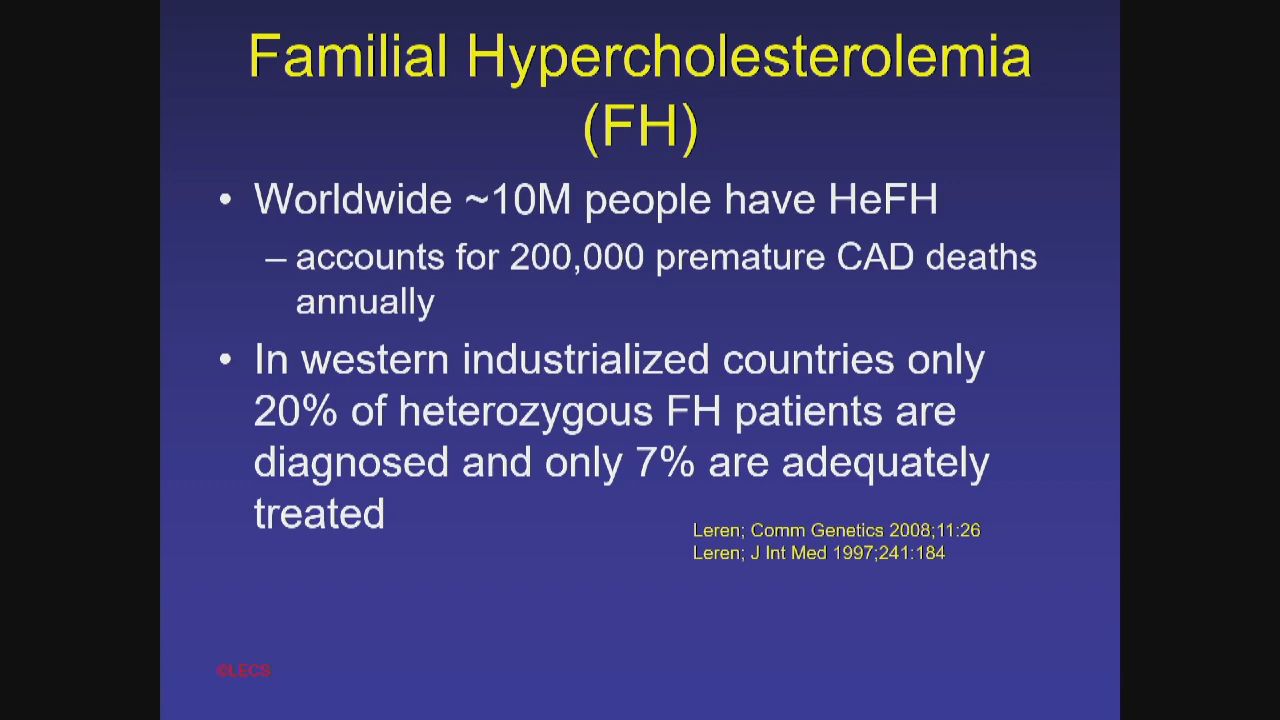 Familial Hypercholesterolemia
(FH)
• Worldwide ~10M people have HeFH
– accounts for 200,000 premature CAD deaths
annually
• In western industrialized countries only
20% of heterozygous FH patients are
diagnosed and only 7% are adequately
treated
Leren; Comm Genetics 2008;11:26
Leren; J Int Med 1997;241:184
©LECS